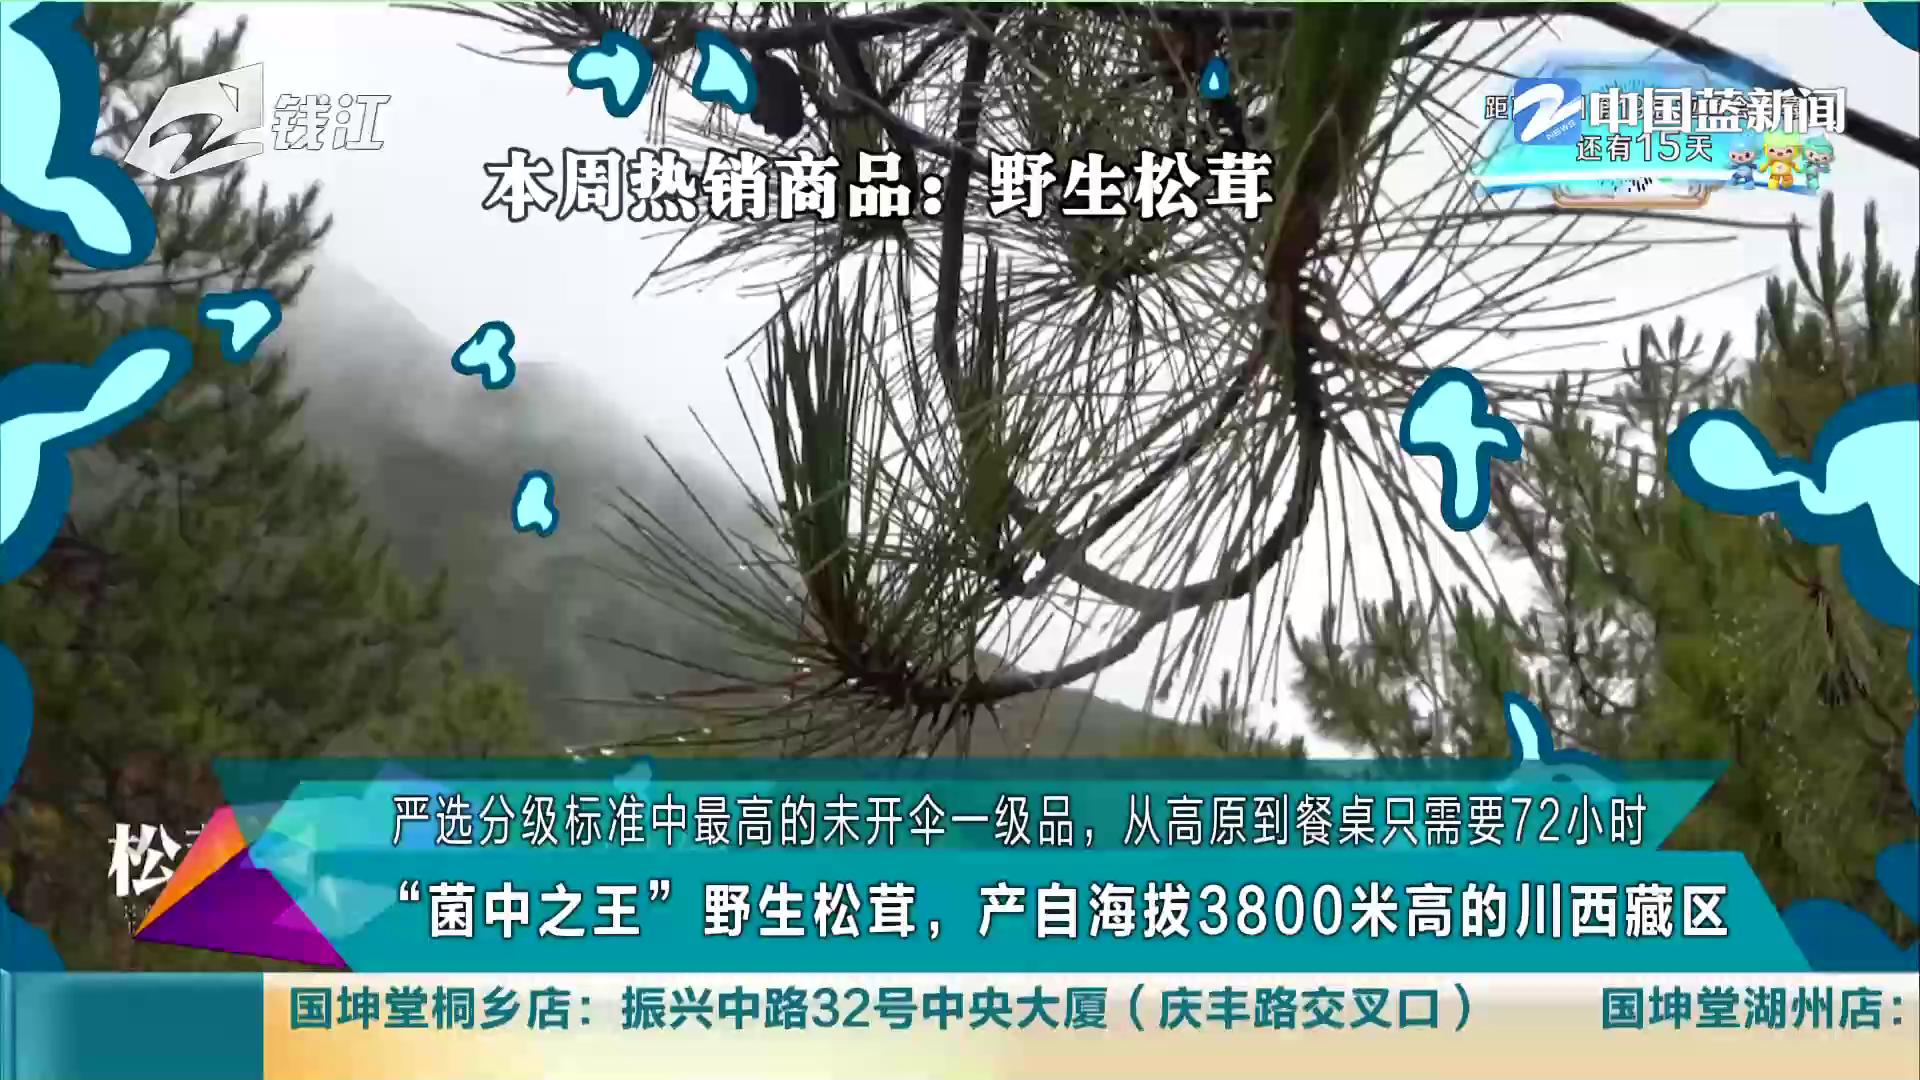 钱江
中国蓝新闻
NEWS
距
还有15天
本周热销商品：野生松茸
严选分级标准中最高的未开伞一级品，从高原到餐桌只需要72小时
松
“菌中之王”野生松茸，产自海拔3800米高的川西藏区
国坤堂桐乡店：振兴中路32号中央大厦（庆丰路交叉口） 国坤堂湖州店：